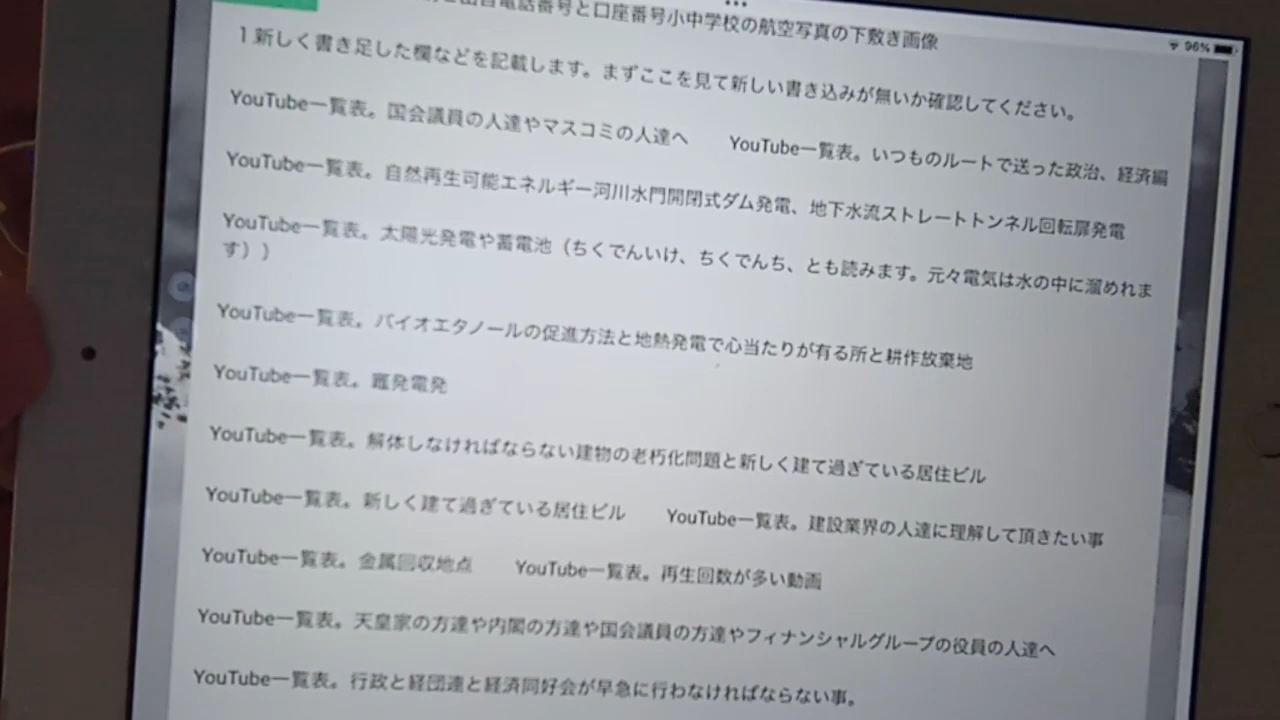 電話番号と口座番号小中学校の航空写真の下敷き画像
96%
1新しく書き足した欄などを記載します。まずここを見て新しい書き込みが無いか確認してください。
YouTube一覧表。国会議員の人達やマスコミの人達へ　　YouTube一覧表。いつものルートで送った政治、経済編
YouTube一覧表。自然再生可能エネルギー河川水門開閉式ダム発電、地下水流ストレートトンネル回転扉発電
YouTube一覧表。太陽光発電や蓄電池（ちくでんいけ、ちくでんち、とも読みます。元々電気は水の中に溜めれま
す））
YouTube一覧表。バイオエタノールの促進方法と地熱発電で心当たりが有る所と耕作放棄地
YouTube一覧表。竈発電発
YouTube一覧表。解体しなければならない建物の老朽化問題と新しく建て過ぎている居住ビル
YouTube一覧表。新しく建て過ぎている居住ビル　　YouTube一覧表。建設業界の人達に理解して頂きたい事
YouTube一覧表。金属回収地点　　YouTube一覧表。再生回数が多い動画
YouTube一覧表。天皇家の方達や内閣の方達や国会議員の方達やフィナンシャルグループの役員の人達へ
YouTube一覧表。行政と経団連と経済同好会が早急に行わなければならない事。